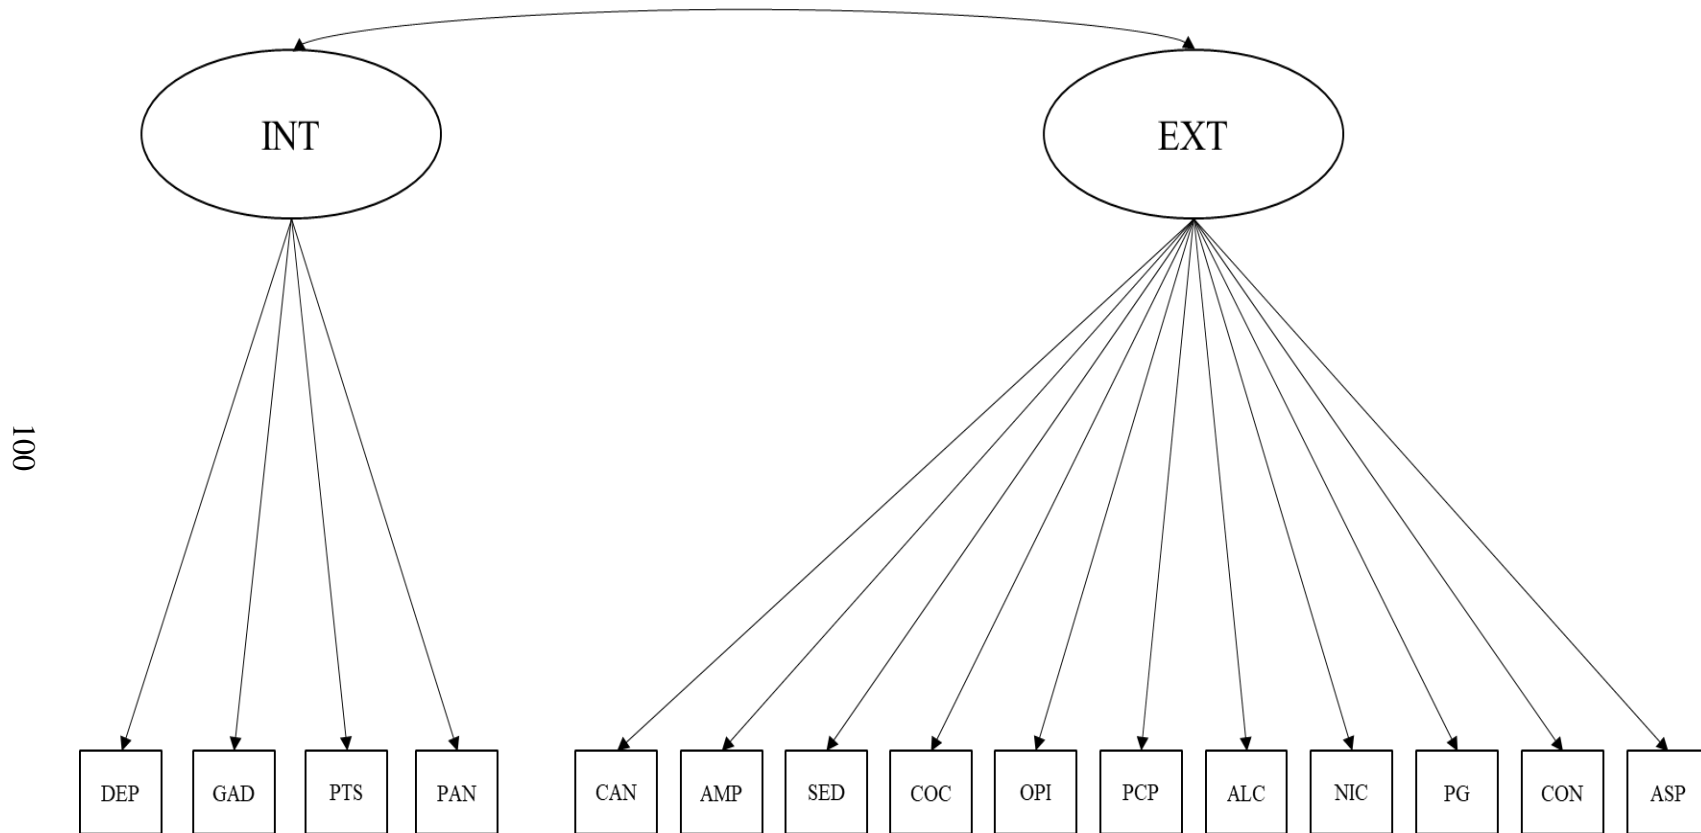 INT
EXT
100
DEP
GAD
PTS
PAN
CAN
AMP
SED
COC
OPI
PCP
ALC
NIC
PG
CON
ASP